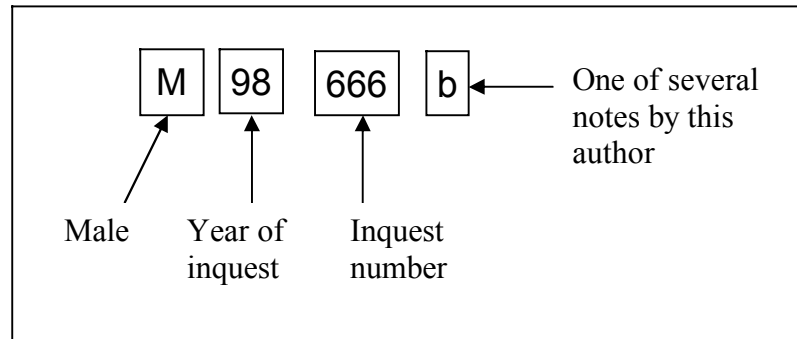 M 98 666 b
One of several
notes by this
author
Male
Year of
inquest
Inquest
number